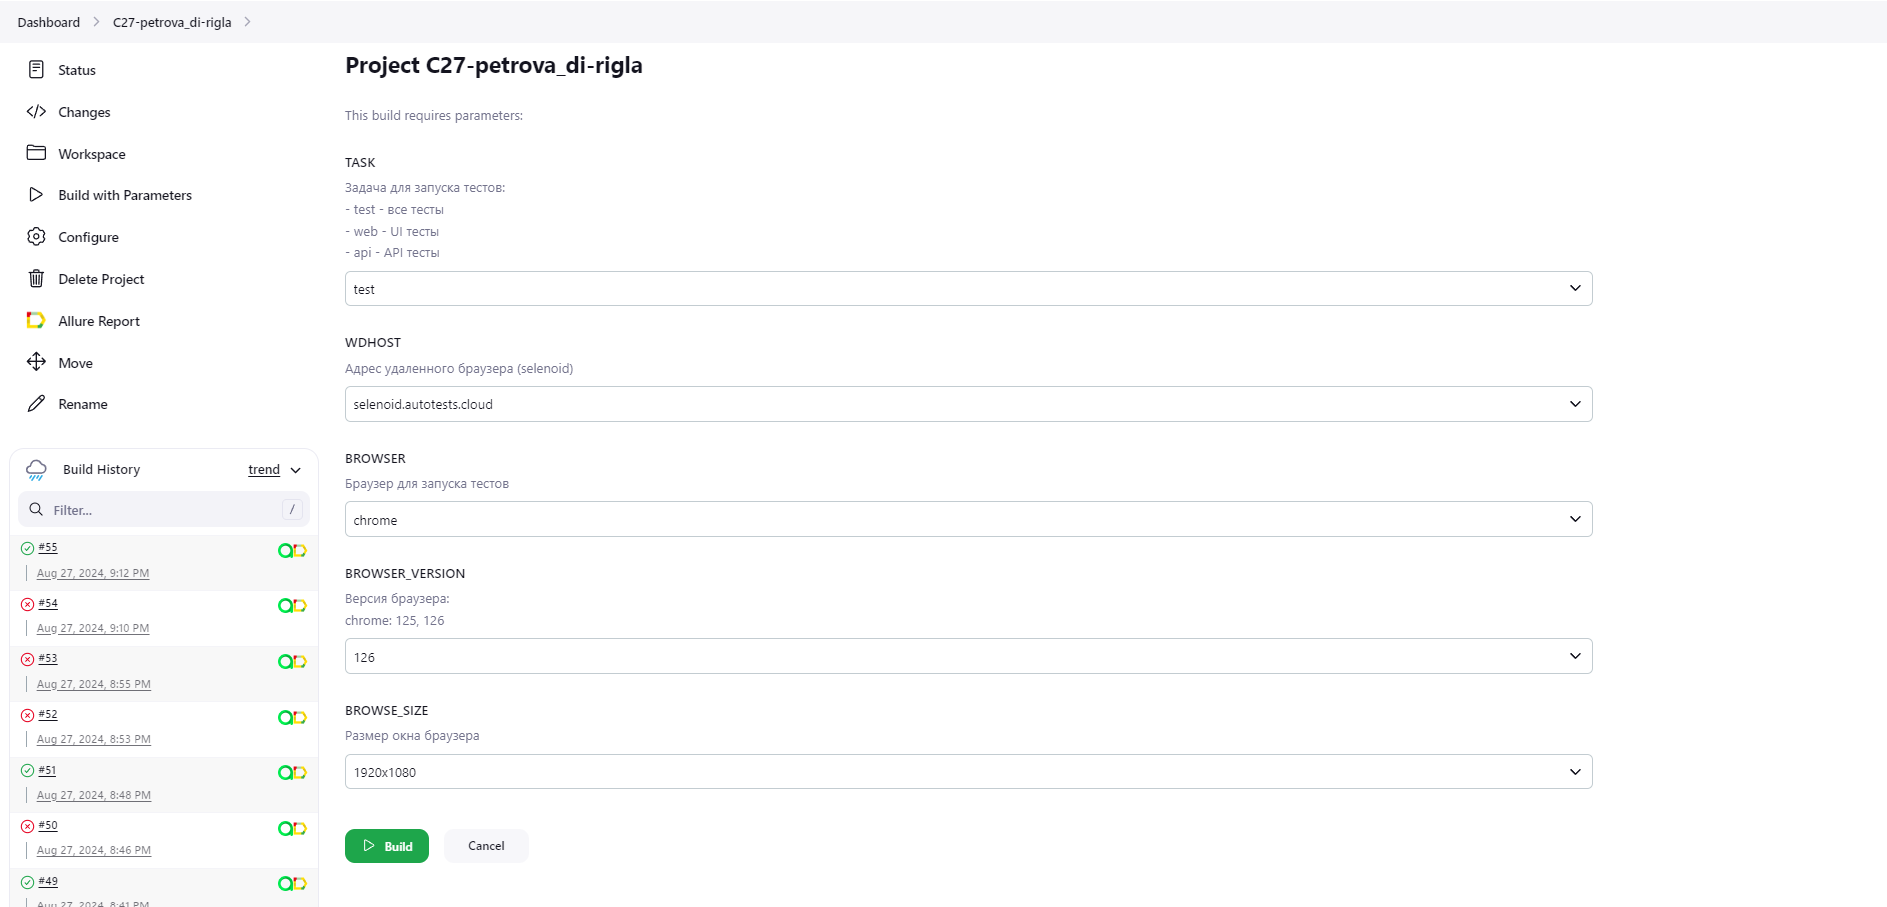 Dashboard > C27-petrova_di-rigla >
Status
Changes
Workspace
Build with Parameters
Configure
Delete Project
Allure Report
Move
Rename
Build History trend
Filter... /
#55
Aug 27, 2024, 9:12 PM
#54
Aug 27, 2024, 9:10 PM
#53
Aug 27, 2024, 8:55 PM
#52
Aug 27, 2024, 8:53 PM
#51
Aug 27, 2024, 8:48 PM
#50
Aug 27, 2024, 8:46 PM
#49
Aug 27, 2024, 8:41 PM
Project C27-petrova_di-rigla
This build requires parameters:
TASK
Задача для запуска тестов:
- test - все тесты
- web - UI тесты
- api - API тесты
test
WDHOST
Адрес удаленного браузера (selenoid)
selenoid.autotests.cloud
BROWSER
Браузер для запуска тестов
chrome
BROWSER_VERSION
Версия браузера:
chrome: 125, 126
126
BROWSE_SIZE
Размер окна браузера
1920x1080
Build
Cancel